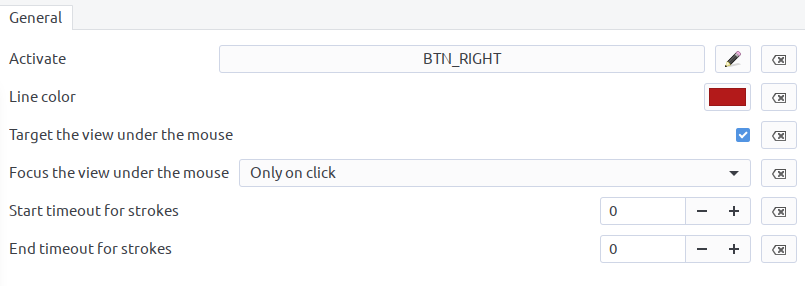 General
Activate BTN_RIGHT
Line color
Target the view under the mouse
Focus the view under the mouse Only on click
Start timeout for strokes 0
End timeout for strokes 0